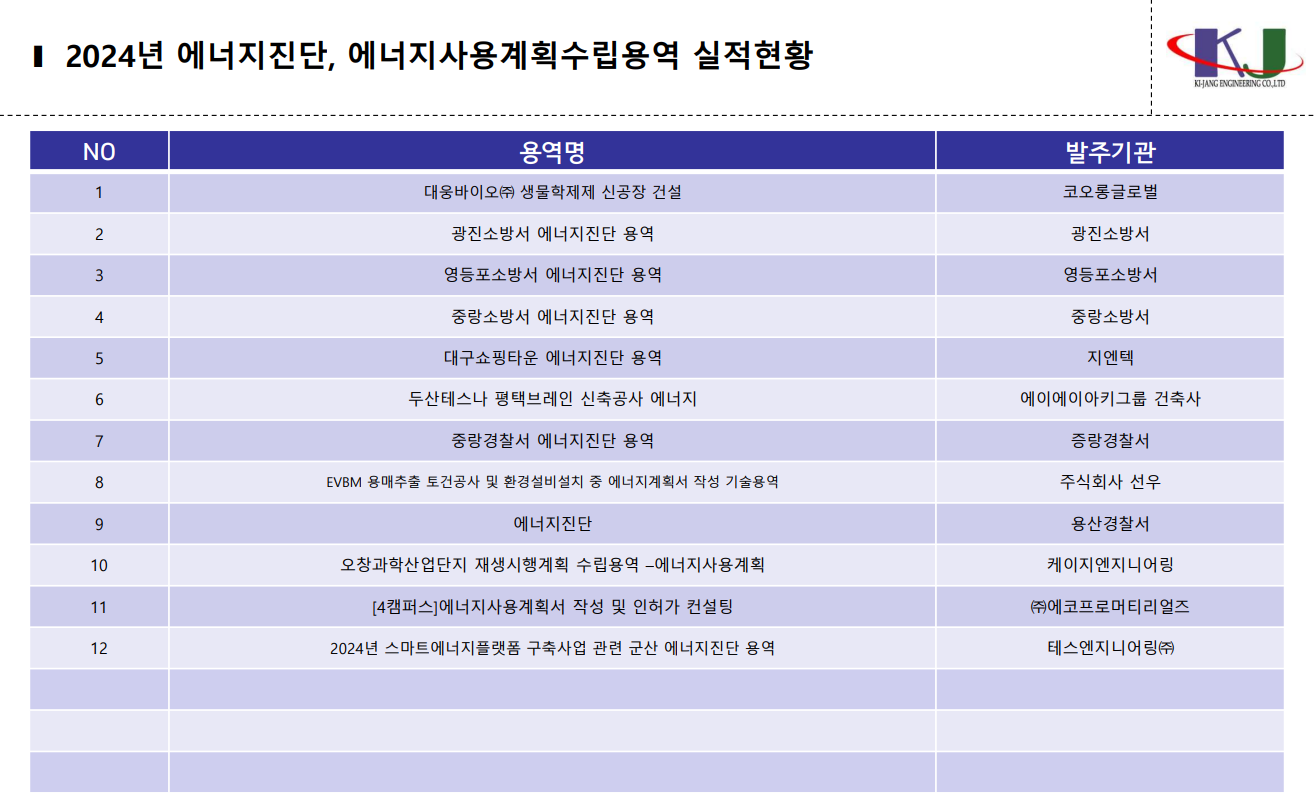 2024년 에너지진단, 에너지사용계획수립용역 실적현황
KJ
KI-JANG ENGINEERING CO.,LTD
NO 용역명 발주기관
1 대웅바이오㈜ 생물학제제 신공장 건설 코오롱글로벌
2 광진소방서 에너지진단 용역 광진소방서
3 영등포소방서 에너지진단 용역 영등포소방서
4 중랑소방서 에너지진단 용역 중랑소방서
5 대구쇼핑타운 에너지진단 용역 지엔텍
6 두산테스나 평택브레인 신축공사 에너지 에이에이아키그룹 건축사
7 중랑경찰서 에너지진단 용역 증랑경찰서
8 EVBM 용매추출 토건공사 및 환경설비설치 중 에너지계획서 작성 기술용역 주식회사 선우
9 에너지진단 용산경찰서
10 오창과학산업단지 재생시행계획 수립용역 –에너지사용계획 케이지엔지니어링
11 [4캠퍼스]에너지사용계획서 작성 및 인허가 컨설팅 ㈜에코프로머티리얼즈
12 2024년 스마트에너지플랫폼 구축사업 관련 군산 에너지진단 용역 테스엔지니어링㈜